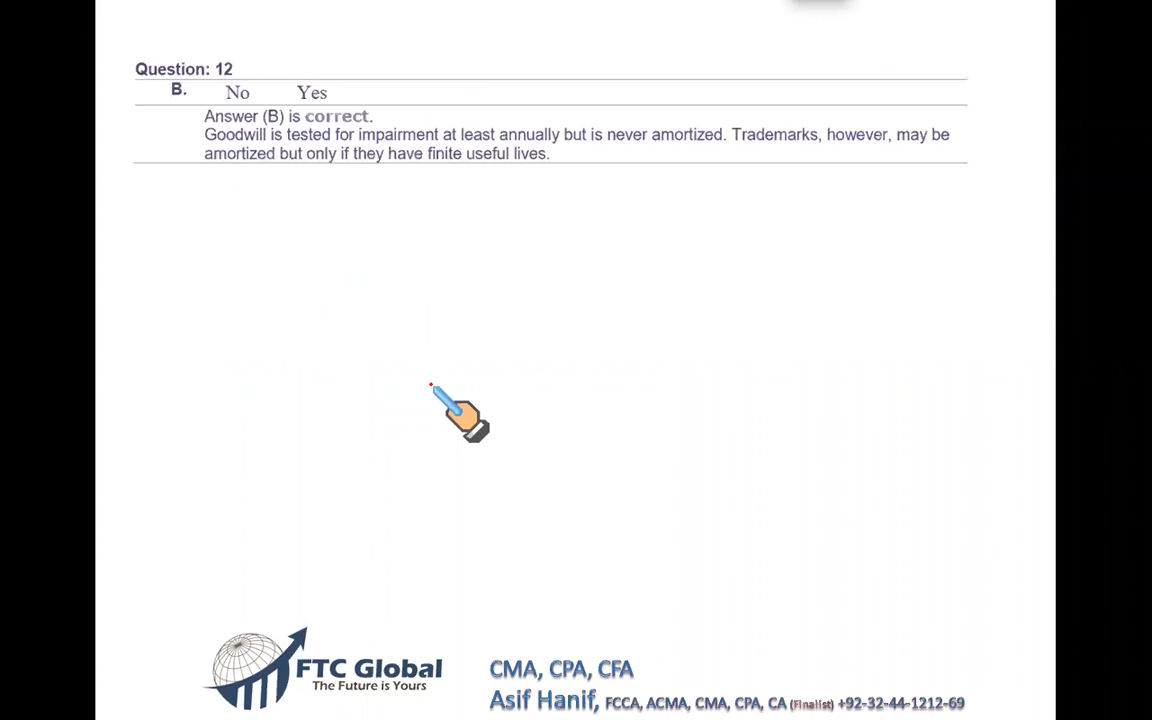 Question: 12
B. No Yes
Answer (B) is correct.
Goodwill is tested for impairment at least annually but is never amortized. Trademarks, however, may be
amortized but only if they have finite useful lives.
FTC Global
The Future is Yours
CMA, CPA, CFA
Asif Hanif, FCCA, ACMA, CMA, CPA, CA (Finalist) +92-32-44-1212-69